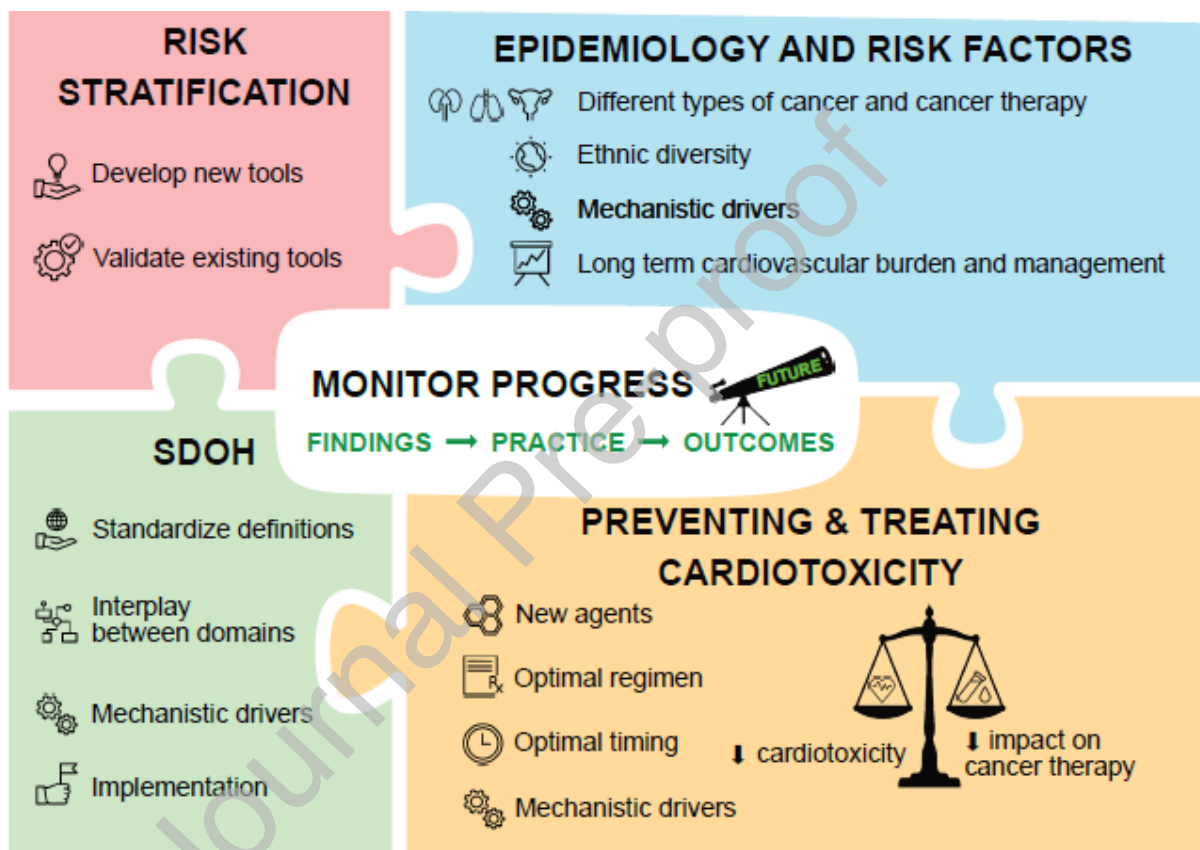 RISK
STRATIFICATION
Develop new tools
Validate existing tools
EPIDEMIOLOGY AND RISK FACTORS
Different types of cancer and cancer therapy
Ethnic diversity
Mechanistic drivers
Long term cardiovascular burden and management
MONITOR PROGRESS
FUTURE
FINDINGS → PRACTICE → OUTCOMES
SDOH
Standardize definitions
Interplay
between domains
Mechanistic drivers
Implementation
PREVENTING & TREATING
CARDIOTOXICITY
New agents
Rx
Optimal regimen
Optimal timing
Mechanistic drivers
⬇ cardiotoxicity
⬇ impact on
cancer therapy
Journal Pre-proof